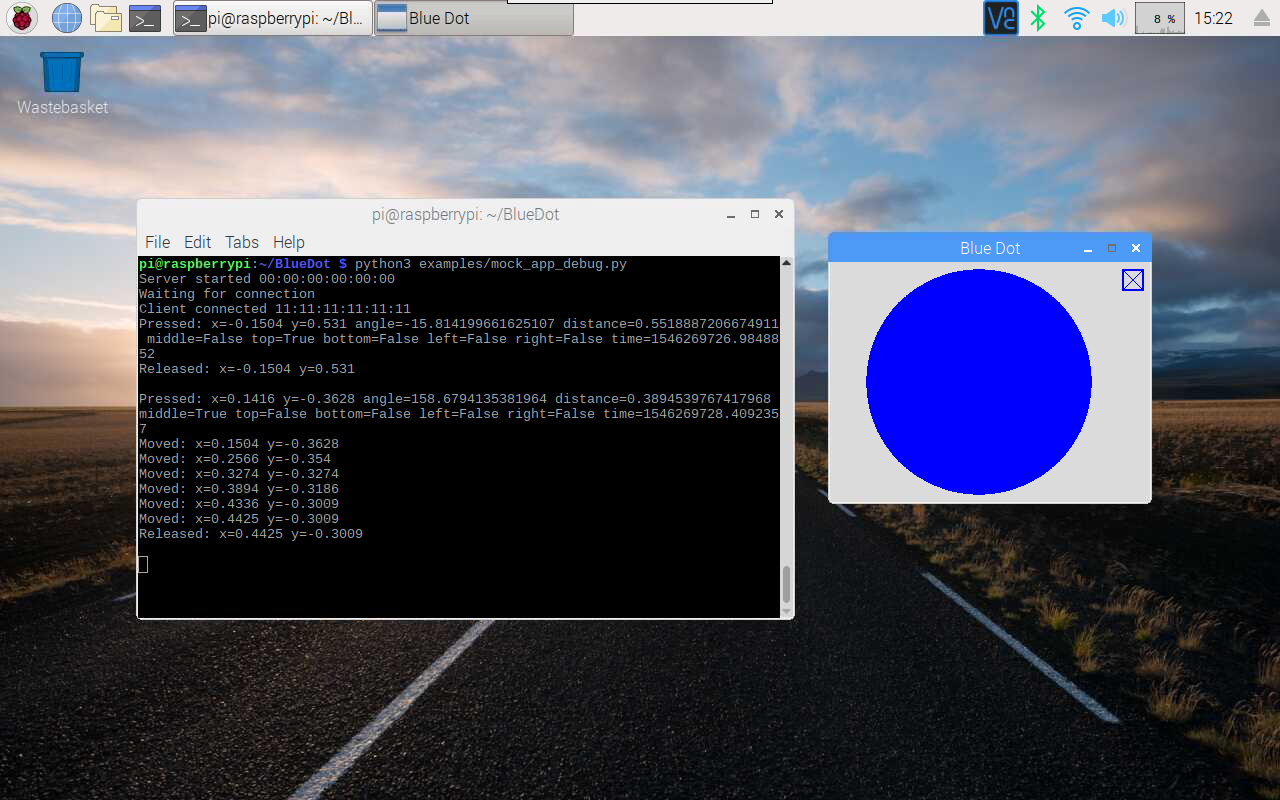 pi@raspberrypi: ~/Bl...
Blue Dot
8 %
15:22
Wastebasket
pi@raspberrypi: ~/BlueDot
File Edit Tabs Help
pi@raspberrypi:~/BlueDot $ python3 examples/mock_app_debug.py
Server started 00:00:00:00:00:00
Waiting for connection
Client connected 11:11:11:11:11:11
Pressed: x=-0.1504 y=0.531 angle=-15.814199661625107 distance=0.5518887206674911
 middle=False top=True bottom=False left=False right=False time=1546269726.98488
52
Released: x=-0.1504 y=0.531
Pressed: x=0.1416 y=-0.3628 angle=158.6794135381964 distance=0.3894539767417968
middle=True top=False bottom=False left=False right=False time=1546269728.409235
7
Moved: x=0.1504 y=-0.3628
Moved: x=0.2566 y=-0.354
Moved: x=0.3274 y=-0.3274
Moved: x=0.3894 y=-0.3186
Moved: x=0.4336 y=-0.3009
Moved: x=0.4425 y=-0.3009
Released: x=0.4425 y=-0.3009
Blue Dot